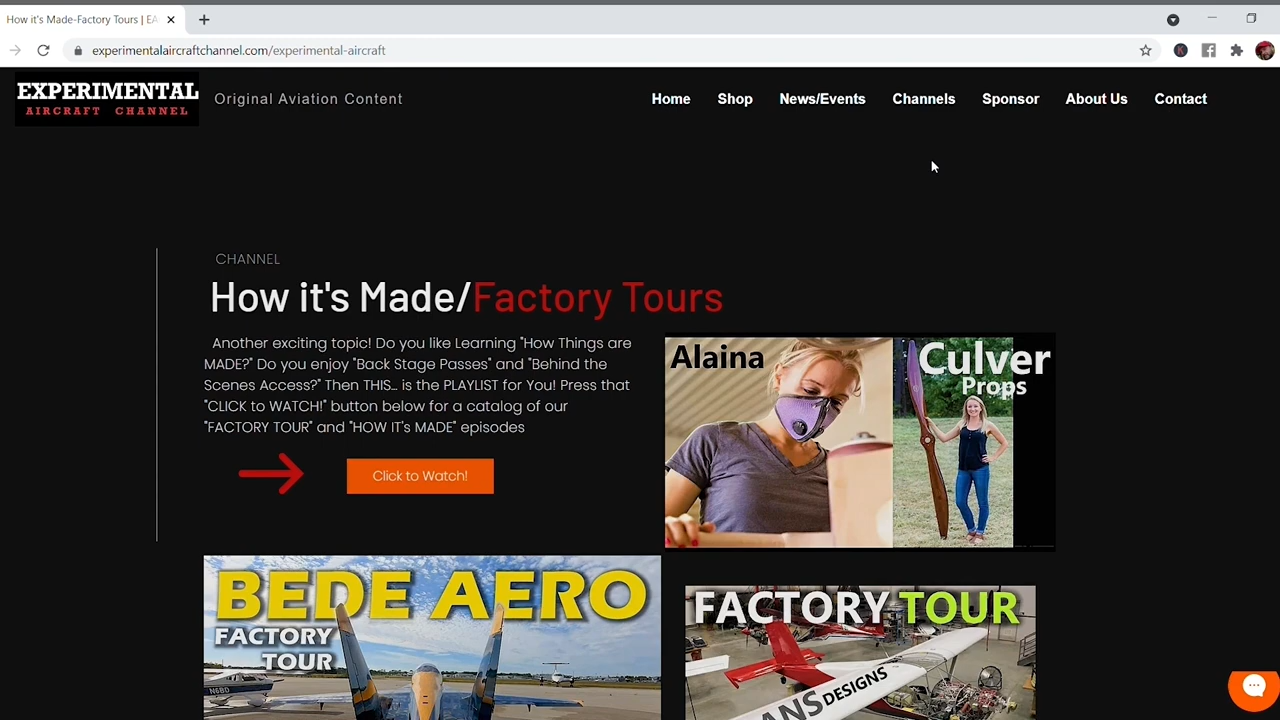 How it's Made-Factory Tours | EA
experimentalaircraftchannel.com/experimental-aircraft
EXPERIMENTAL
AIRCRAFT CHANNEL
Original Aviation Content
Home Shop News/Events Channels Sponsor About Us Contact
CHANNEL
How it's Made/Factory Tours
Another exciting topic! Do you like Learning "How Things are
MADE?" Do you enjoy "Back Stage Passes" and "Behind the
Scenes Access?" Then THIS... is the PLAYLIST for You! Press that
"CLICK to WATCH!" button below for a catalog of our
"FACTORY TOUR" and "HOW IT's MADE" episodes
Click to Watch!
Alaina
Culver
Props
BEDE AERO
FACTORY
TOUR
N6BD
FACTORY TOUR
ANS DESIGNS